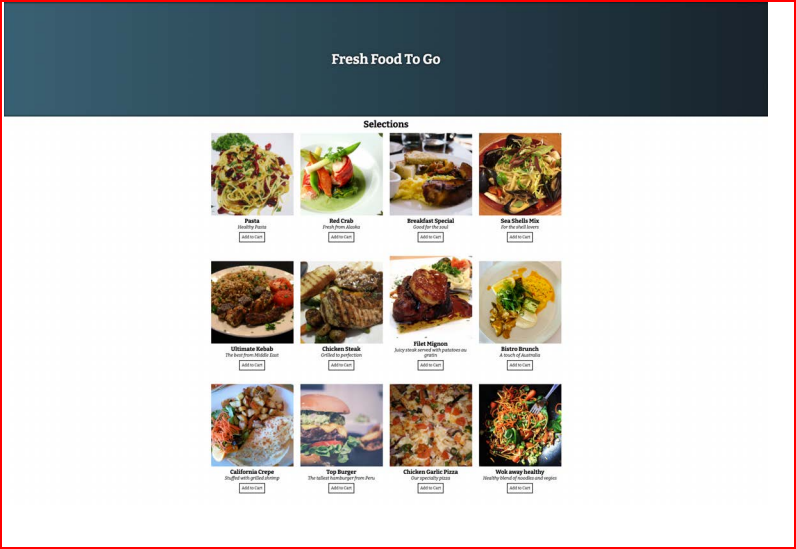 Fresh Food To Go
Selections
Pasta
Healthy Pasta
Add to Cart
Red Crab
Fresh from Alaska
Add to Cart
Breakfast Special
Good for the soul
Add to Cart
Sea Shells Mix
For the shell lovers
Add to Cart
Ultimate Kebab
The best from Middle East
Add to Cart
Chicken Steak
Grilled to perfection
Add to Cart
Filet Mignon
Juicy steak served with patatoes au
gratin
Add to Cart
Bistro Brunch
A touch of Australia
Add to Cart
California Crepe
Stuffed with grilled shrimp
Add to Cart
Top Burger
The tallest hamburger from Peru
Add to Cart
Chicken Garlic Pizza
Our specialty pizza
Add to Cart
Wok away healthy
Healthy blend of noodles and vegies
Add to Cart